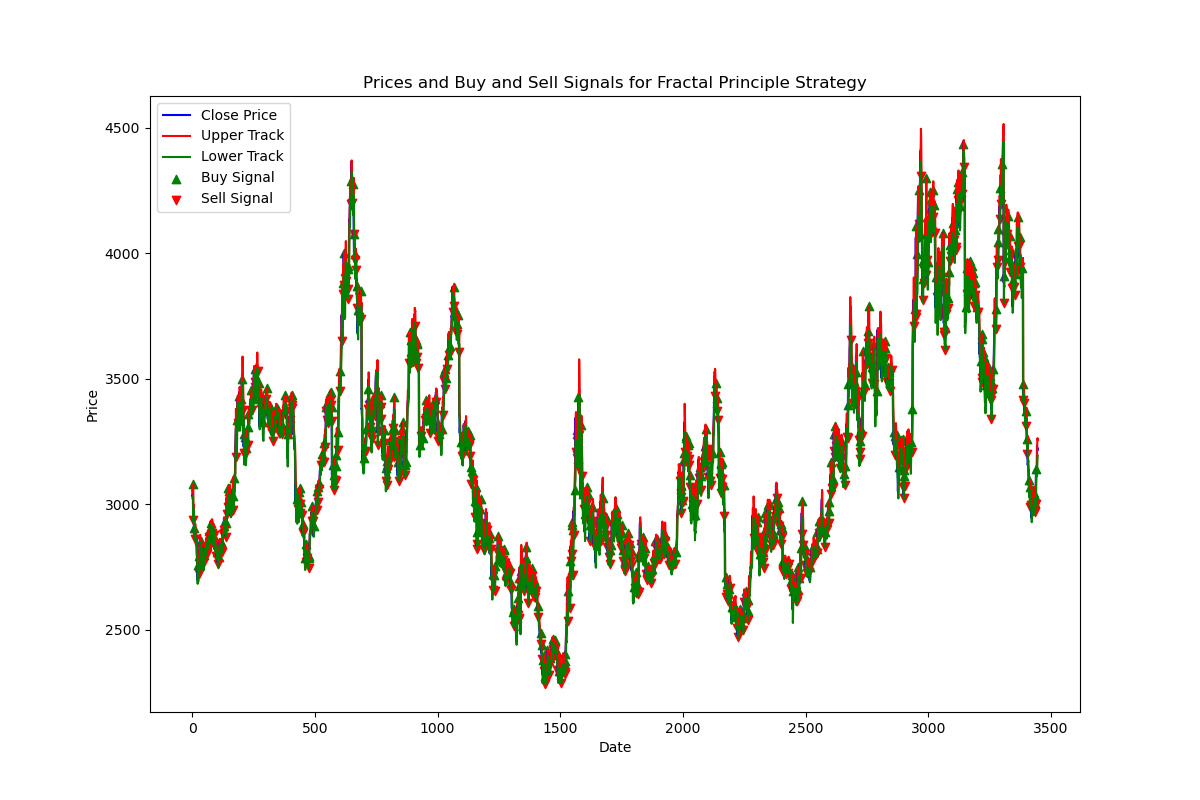 Prices and Buy and Sell Signals for Fractal Principle Strategy
Close Price
Upper Track
Lower Track
Buy Signal
Sell Signal
4500
4000
3500
3000
2500
Price
0 500 1000 1500 2000 2500 3000 3500
Date